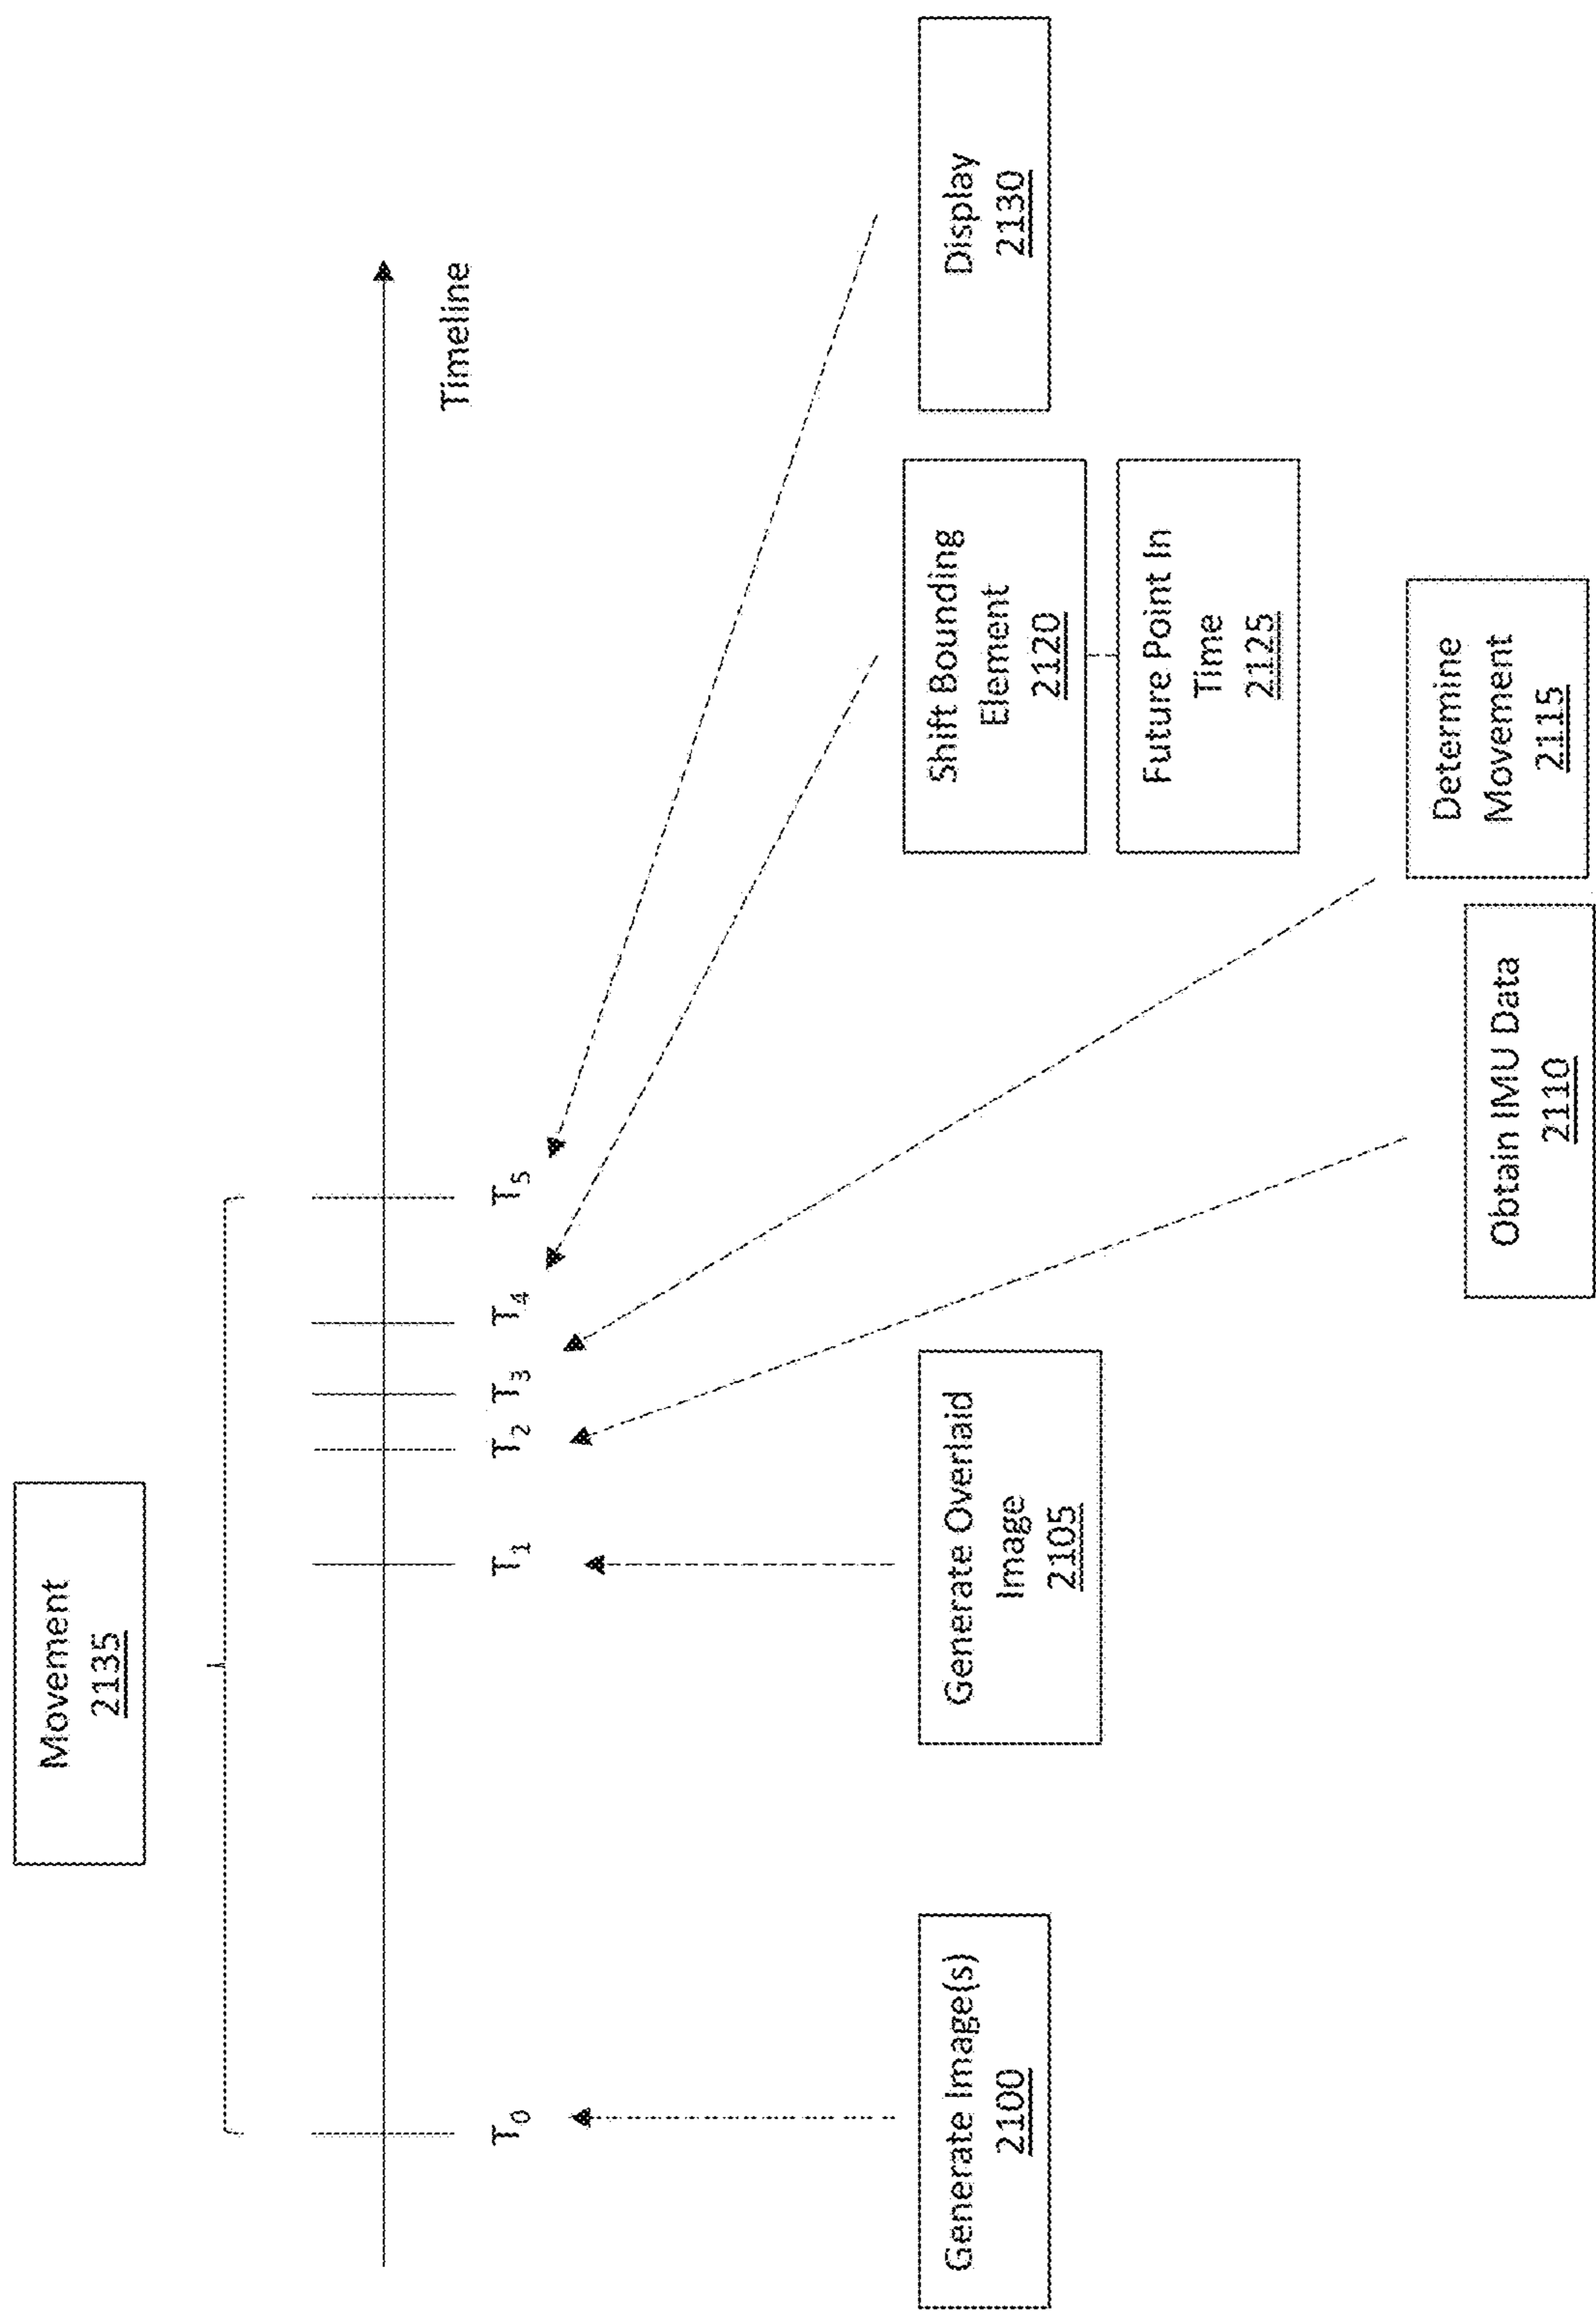 Movement
2135
Timeline
T0
T1
T2
T3
T4
T5
Generate Image(s)
2100
Generate Overlaid
Image
2105
Shift Bounding
Element
2120
Display
2130
Future Point In
Time
2125
Obtain IMU Data
2110
Determine
Movement
2115